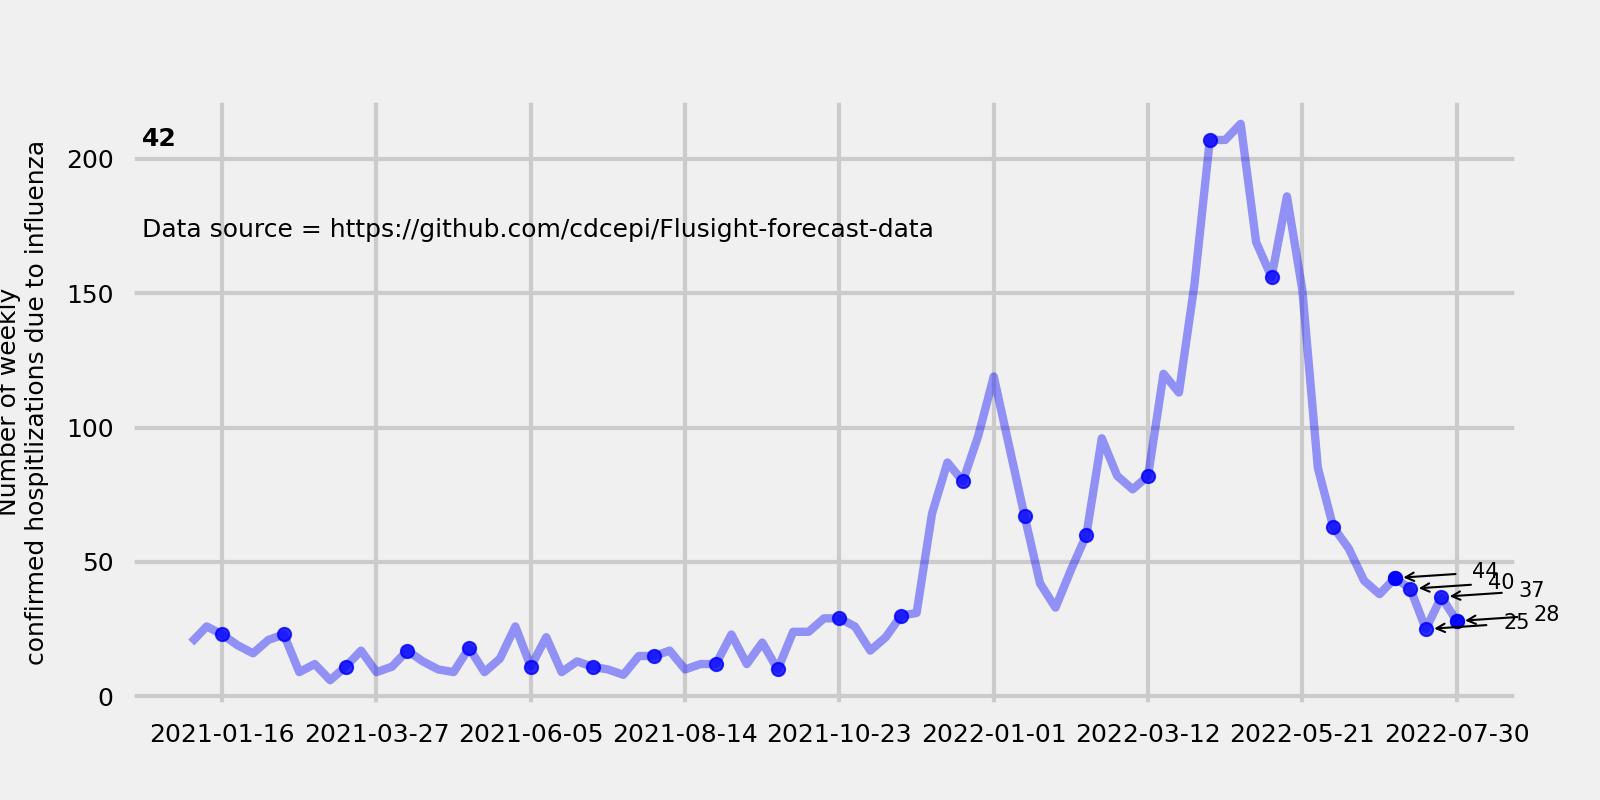 42
Data source = https://github.com/cdcepi/Flusight-forecast-data
Number of weekly
confirmed hospitlizations due to influenza
200
150
100
50
0
44
40
37
28
25
2021-01-16 2021-03-27 2021-06-05 2021-08-14 2021-10-23 2022-01-01 2022-03-12 2022-05-21 2022-07-30